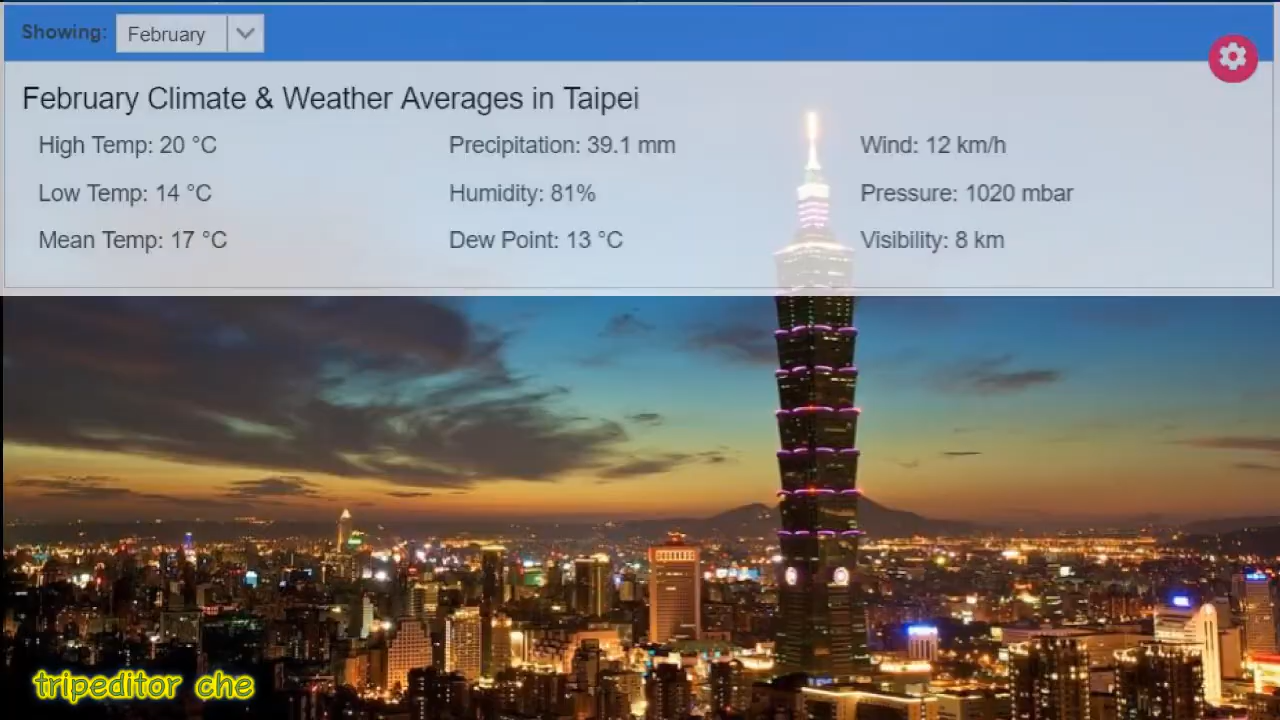 Showing: February
February Climate & Weather Averages in Taipei
High Temp: 20 °C Precipitation: 39.1 mm Wind: 12 km/h
Low Temp: 14 °C Humidity: 81% Pressure: 1020 mbar
Mean Temp: 17 °C Dew Point: 13 °C Visibility: 8 km
tripeditor che